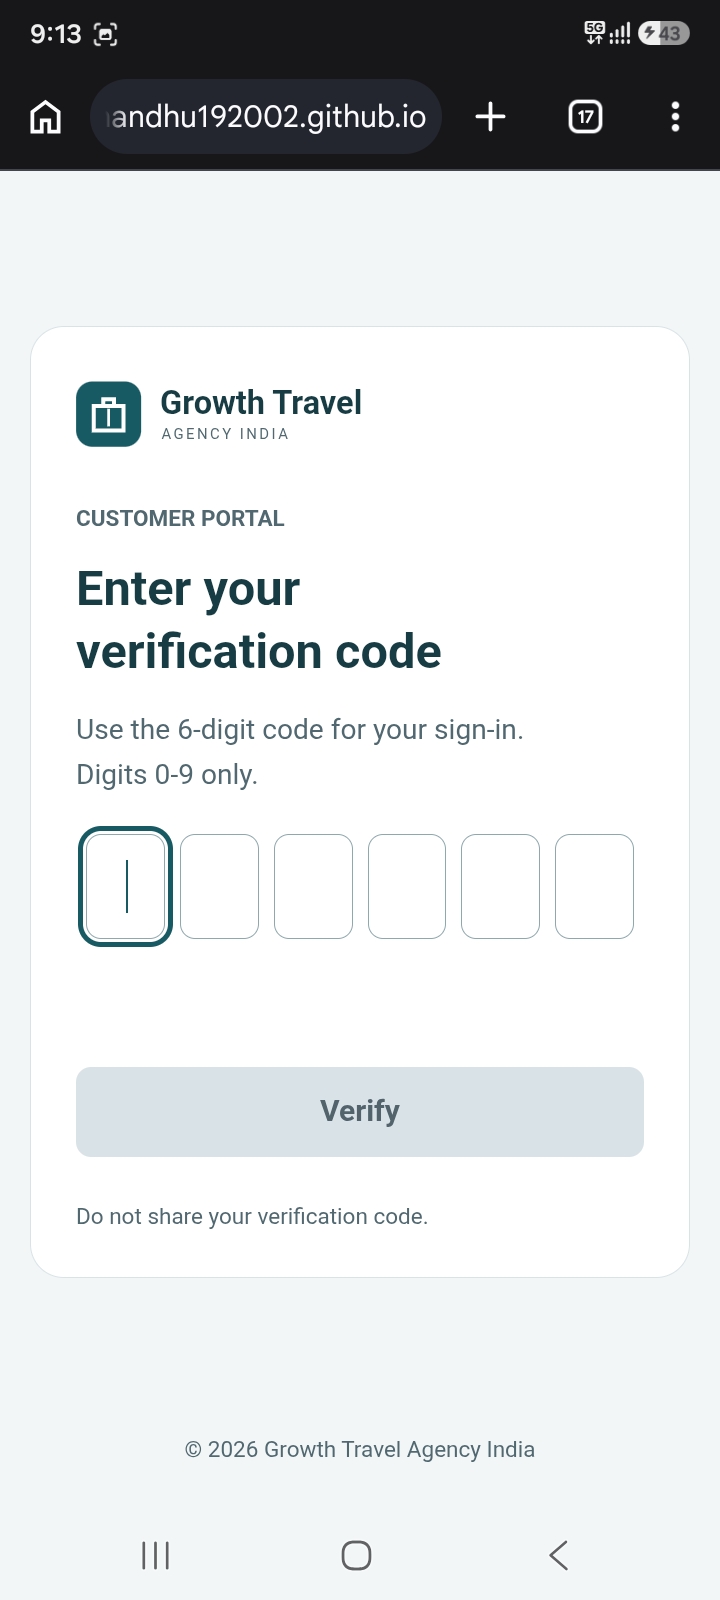 9:13
5G
43
andhu192002.github.io
17
Growth Travel
AGENCY INDIA
CUSTOMER PORTAL
Enter your
verification code
Use the 6-digit code for your sign-in.
Digits 0-9 only.
Verify
Do not share your verification code.
© 2026 Growth Travel Agency India